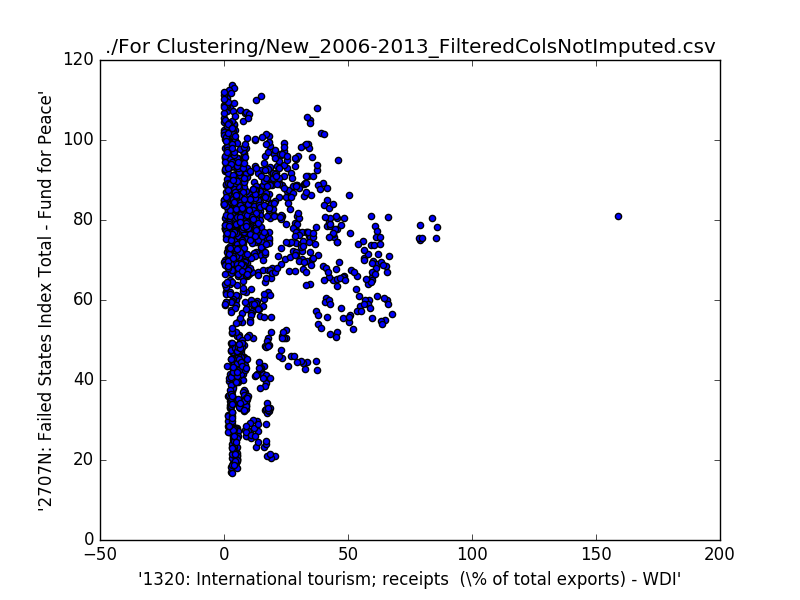 ./For Clustering/New_2006-2013_FilteredColsNotImputed.csv
120
100
80
60
40
20
0
'2707N: Failed States Index Total - Fund for Peace'
−50 0 50 100 150 200
'1320: International tourism; receipts  (\% of total exports) - WDI'